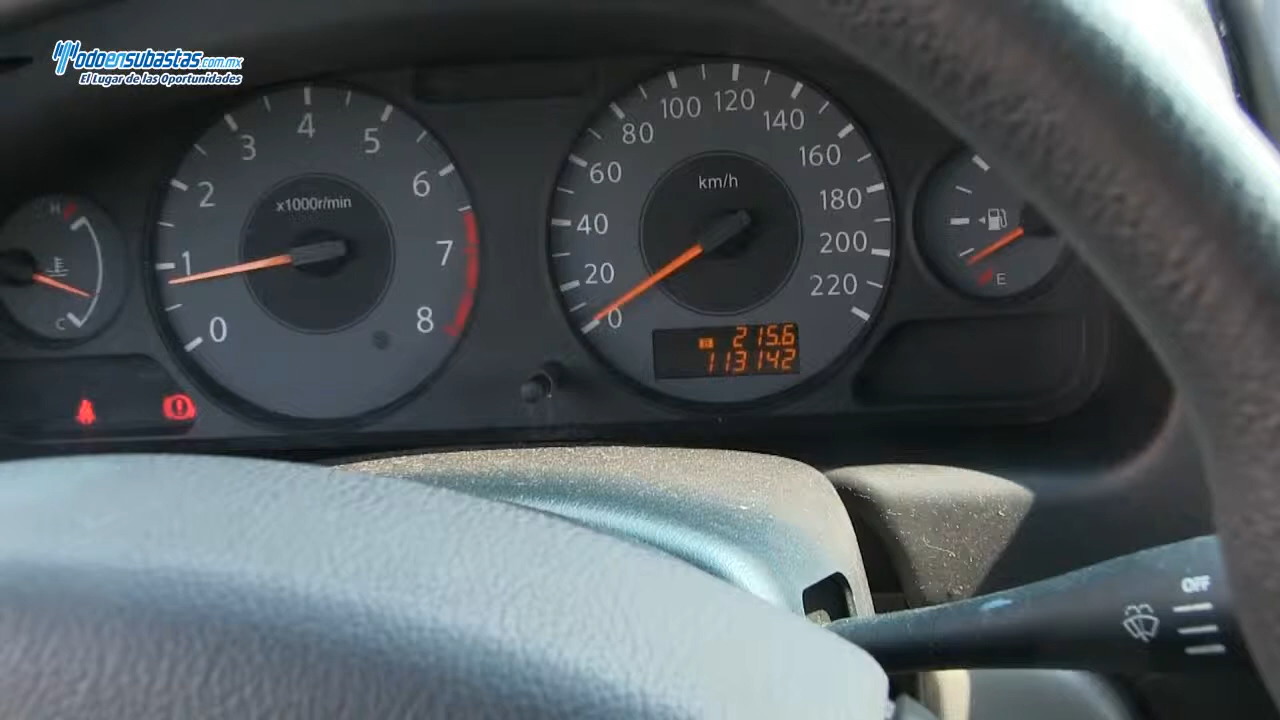 todoensubastas.com.mx
El Lugar de las Oportunidades
H
C
x1000r/min
0
1
2
3
4
5
6
7
8
km/h
0
20
40
60
80
100
120
140
160
180
200
220
215.6
113142
E
OFF